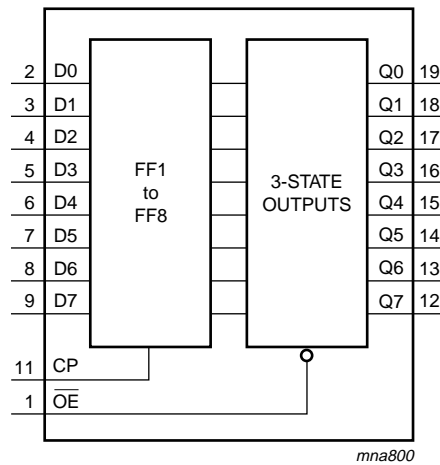 2 D0 Q0 19
3 D1 Q1 18
4 D2 Q2 17
5 D3 Q3 16
6 D4 Q4 15
7 D5 Q5 14
8 D6 Q6 13
9 D7 Q7 12
FF1
to
FF8
3-STATE
OUTPUTS
11 CP
1 O̅E̅
mna800